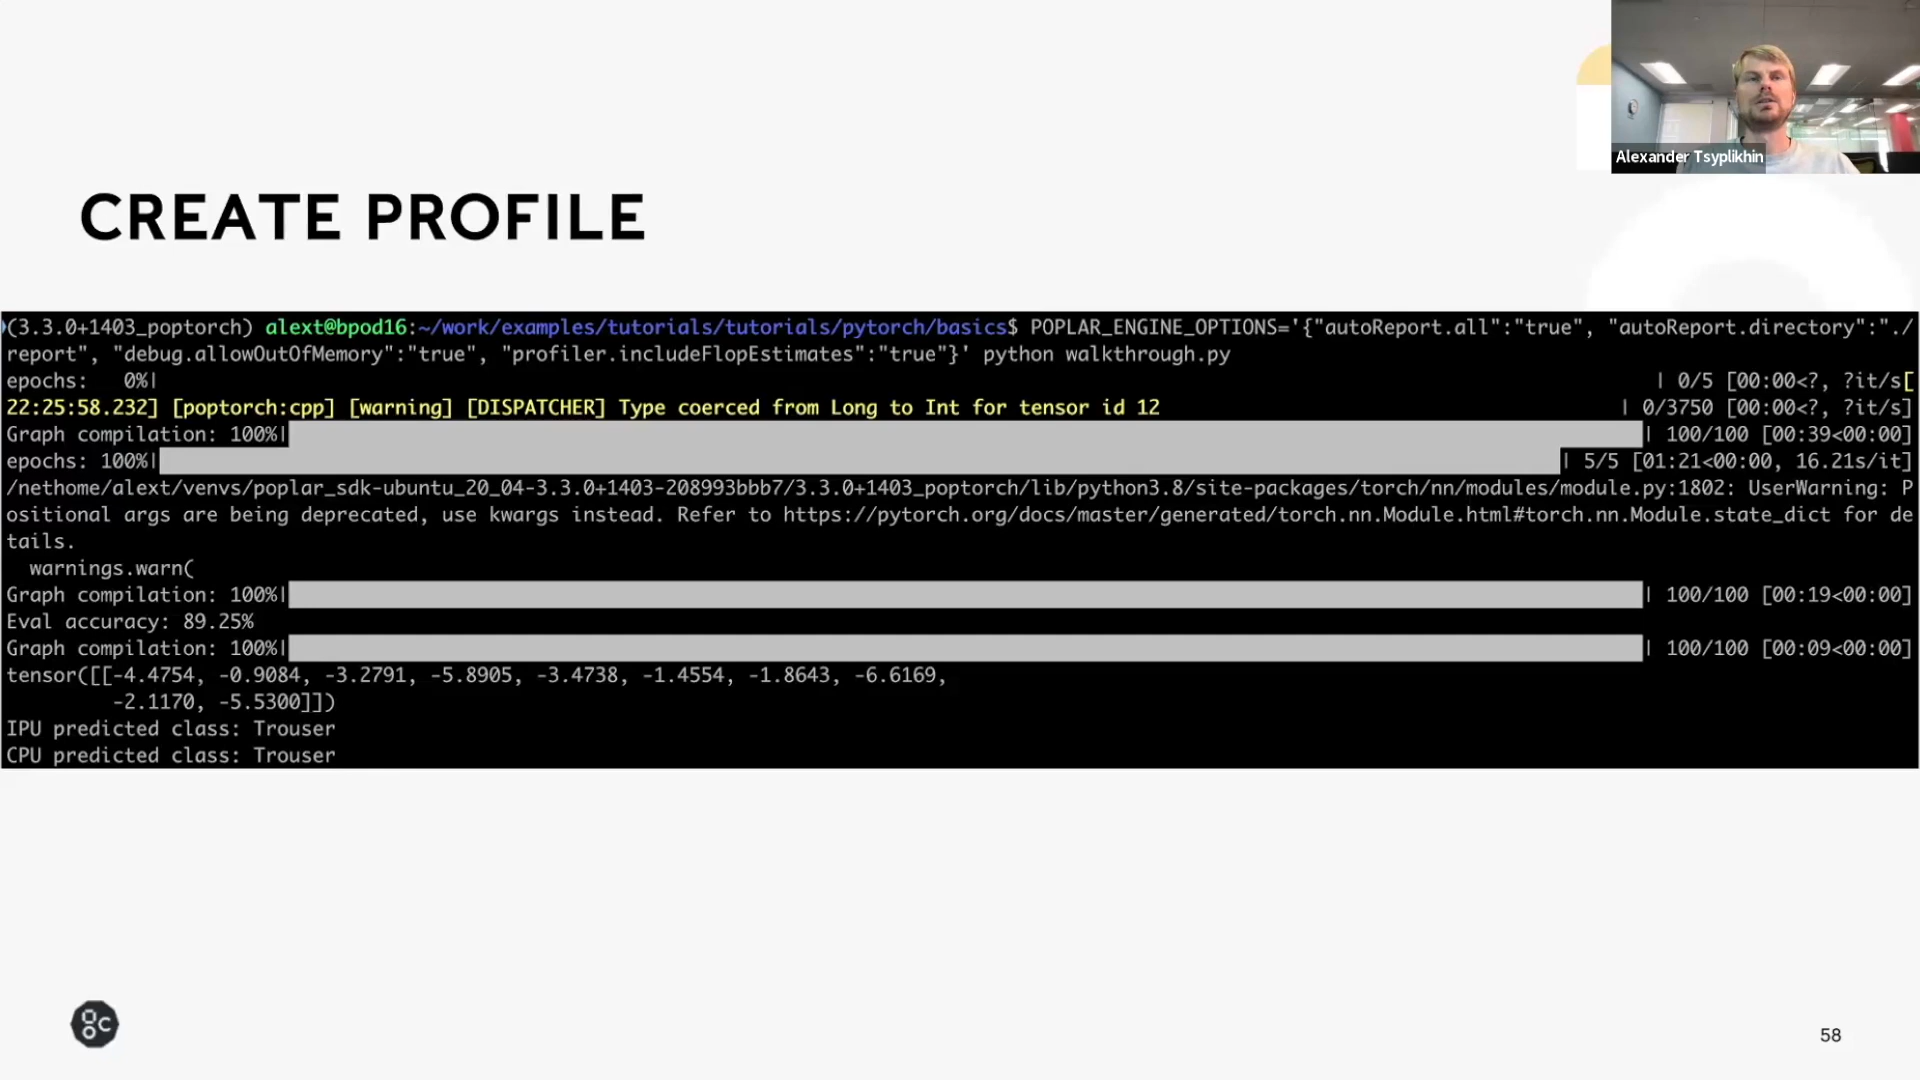 Alexander Tsyplikhin
CREATE PROFILE
(3.3.0+1403_poptorch) alext@bpod16:~/work/examples/tutorials/tutorials/pytorch/basics$ POPLAR_ENGINE_OPTIONS='{"autoReport.all":"true", "autoReport.directory":"./
report", "debug.allowOutOfMemory":"true", "profiler.includeFlopEstimates":"true"}' python walkthrough.py
epochs:   0%| | 0/5 [00:00<?, ?it/s[
22:25:58.232] [poptorch:cpp] [warning] [DISPATCHER] Type coerced from Long to Int for tensor id 12 | 0/3750 [00:00<?, ?it/s]
Graph compilation: 100%| | 100/100 [00:39<00:00]
epochs: 100%| | 5/5 [01:21<00:00, 16.21s/it]
/nethome/alext/venvs/poplar_sdk-ubuntu_20_04-3.3.0+1403-208993bbb7/3.3.0+1403_poptorch/lib/python3.8/site-packages/torch/nn/modules/module.py:1802: UserWarning: P
ositional args are being deprecated, use kwargs instead. Refer to https://pytorch.org/docs/master/generated/torch.nn.Module.html#torch.nn.Module.state_dict for de
tails.
  warnings.warn(
Graph compilation: 100%| | 100/100 [00:19<00:00]
Eval accuracy: 89.25%
Graph compilation: 100%| | 100/100 [00:09<00:00]
tensor([[-4.4754, -0.9084, -3.2791, -5.8905, -3.4738, -1.4554, -1.8643, -6.6169,
         -2.1170, -5.5300]])
IPU predicted class: Trouser
CPU predicted class: Trouser
gc
58